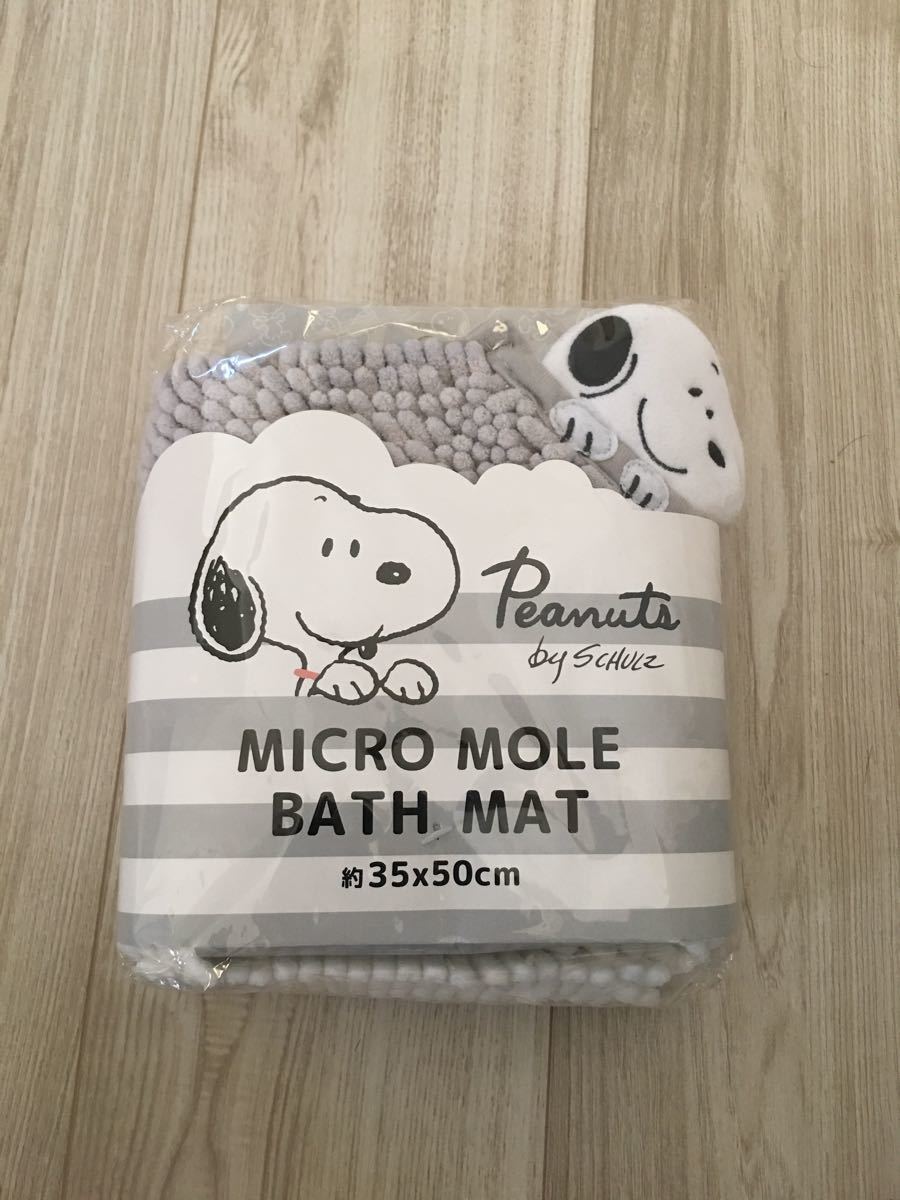 Peanuts
by SCHULZ
MICRO MOLE
BATH MAT
約35x50cm